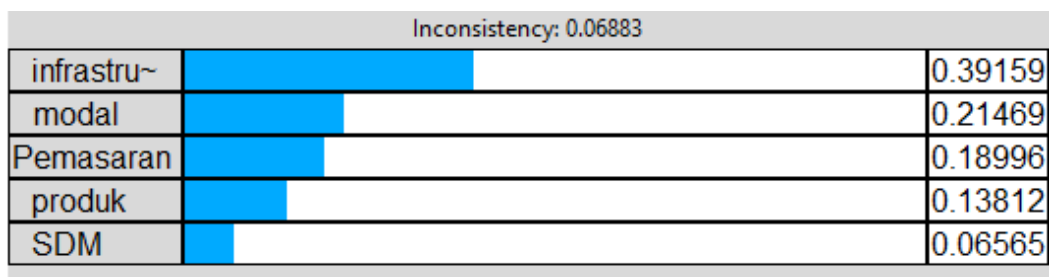 Inconsistency: 0.06883
infrastru~ 0.39159
modal 0.21469
Pemasaran 0.18996
produk 0.13812
SDM 0.06565